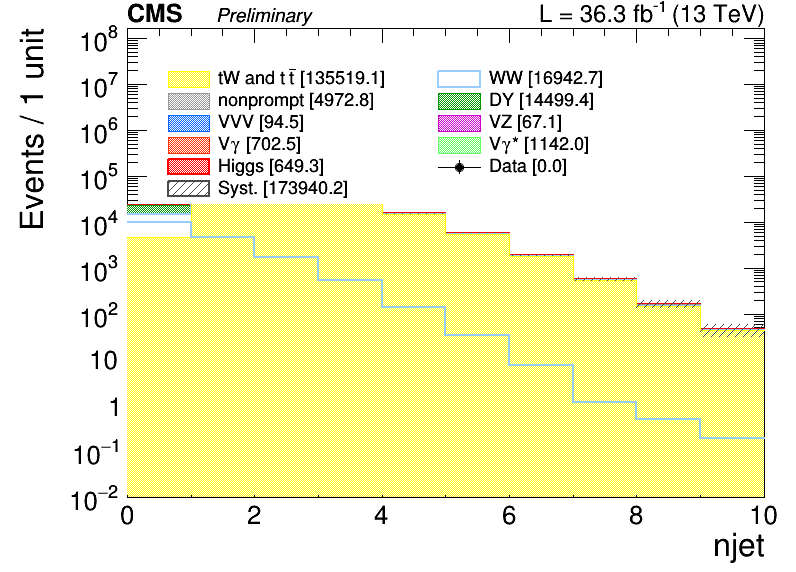 CMS Preliminary L = 36.3 fb⁻¹ (13 TeV)
Events / 1 unit
10⁸
10⁷
10⁶
10⁵
10⁴
10³
10²
10
1
10⁻¹
10⁻²
tW and t t̄ [135519.1]
WW [16942.7]
nonprompt [4972.8]
DY [14499.4]
VVV [94.5]
VZ [67.1]
Vγ [702.5]
Vγ* [1142.0]
Higgs [649.3]
Data [0.0]
Syst. [173940.2]
0 2 4 6 8 10
njet